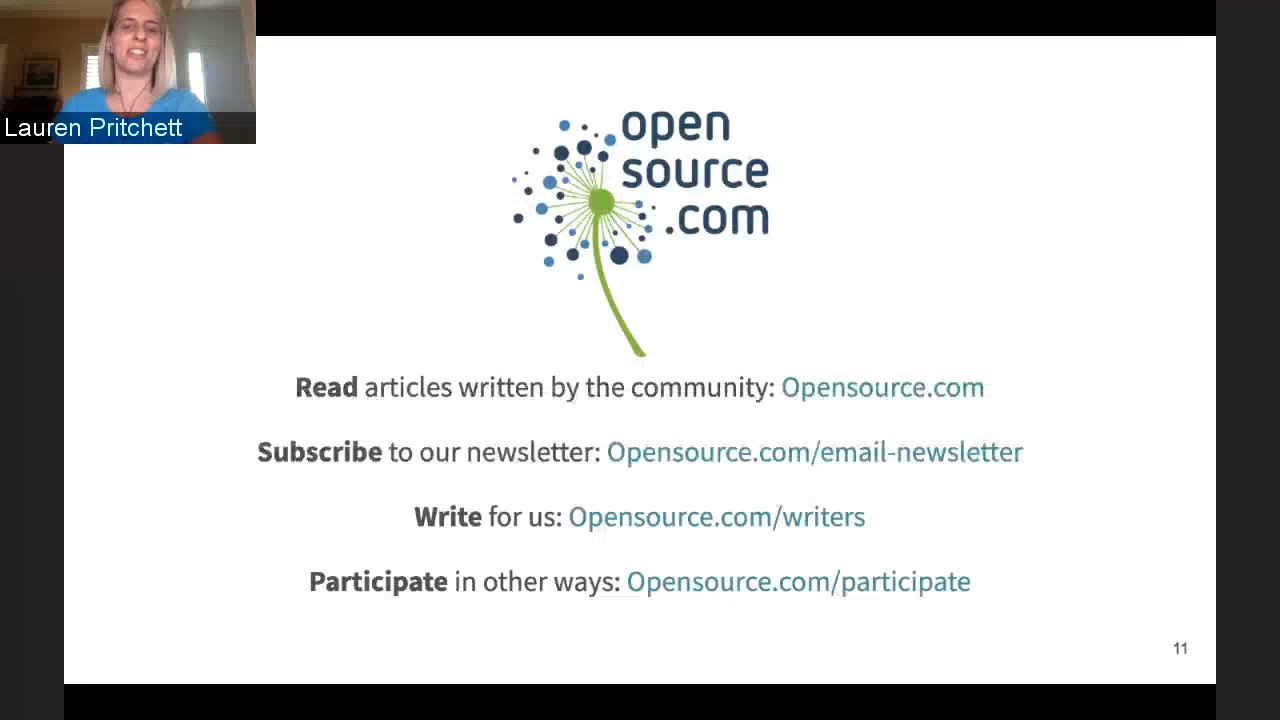 Lauren Pritchett
open
source
.com
Read articles written by the community: Opensource.com
Subscribe to our newsletter: Opensource.com/email-newsletter
Write for us: Opensource.com/writers
Participate in other ways: Opensource.com/participate
11